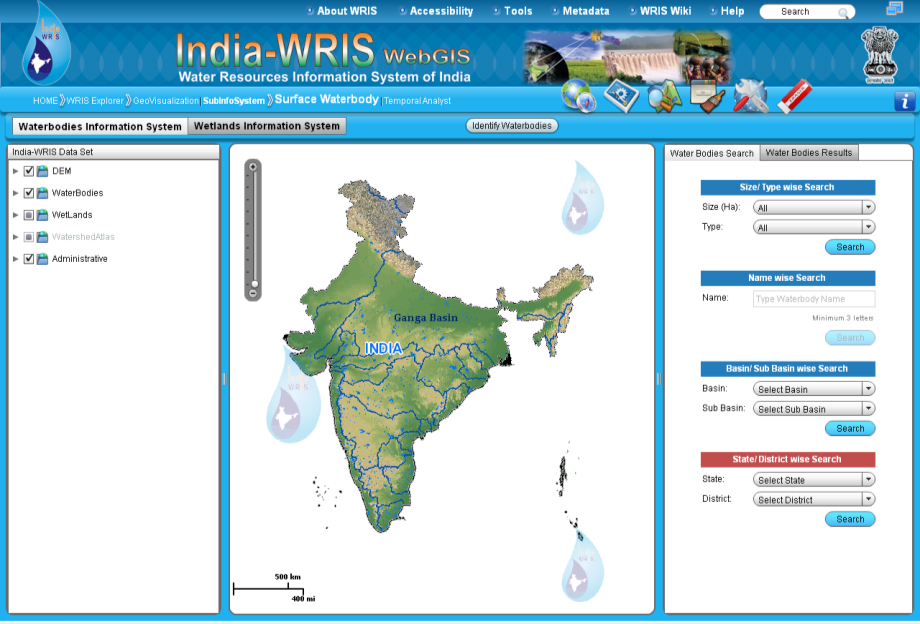 About WRIS Accessibility Tools Metadata WRIS Wiki Help Search
India
WRIS
India-WRIS WebGIS
Water Resources Information System of India
HOME WRIS Explorer GeoVisualization SubInfoSystem Surface Waterbody Temporal Analyst
Waterbodies Information System Wetlands Information System Identify Waterbodies
India-WRIS Data Set
DEM
WaterBodies
WetLands
WatershedAtlas
Administrative
WRIS
Ganga Basin
INDIA
WRIS
500 km
400 mi
Water Bodies Search Water Bodies Results
Size/ Type wise Search
Size (Ha): All
Type: All
Search
Name wise Search
Name: Type Waterbody Name
Minimum 3 letters
Search
Basin/ Sub Basin wise Search
Basin: Select Basin
Sub Basin: Select Sub Basin
Search
State/ District wise Search
State: Select State
District: Select District
Search